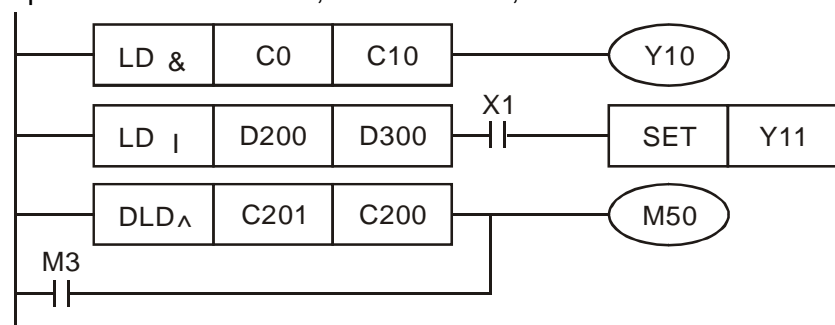 LD & C0 C10 Y10
X1
LD | D200 D300 SET Y11
DLD^ C201 C200 M50
M3